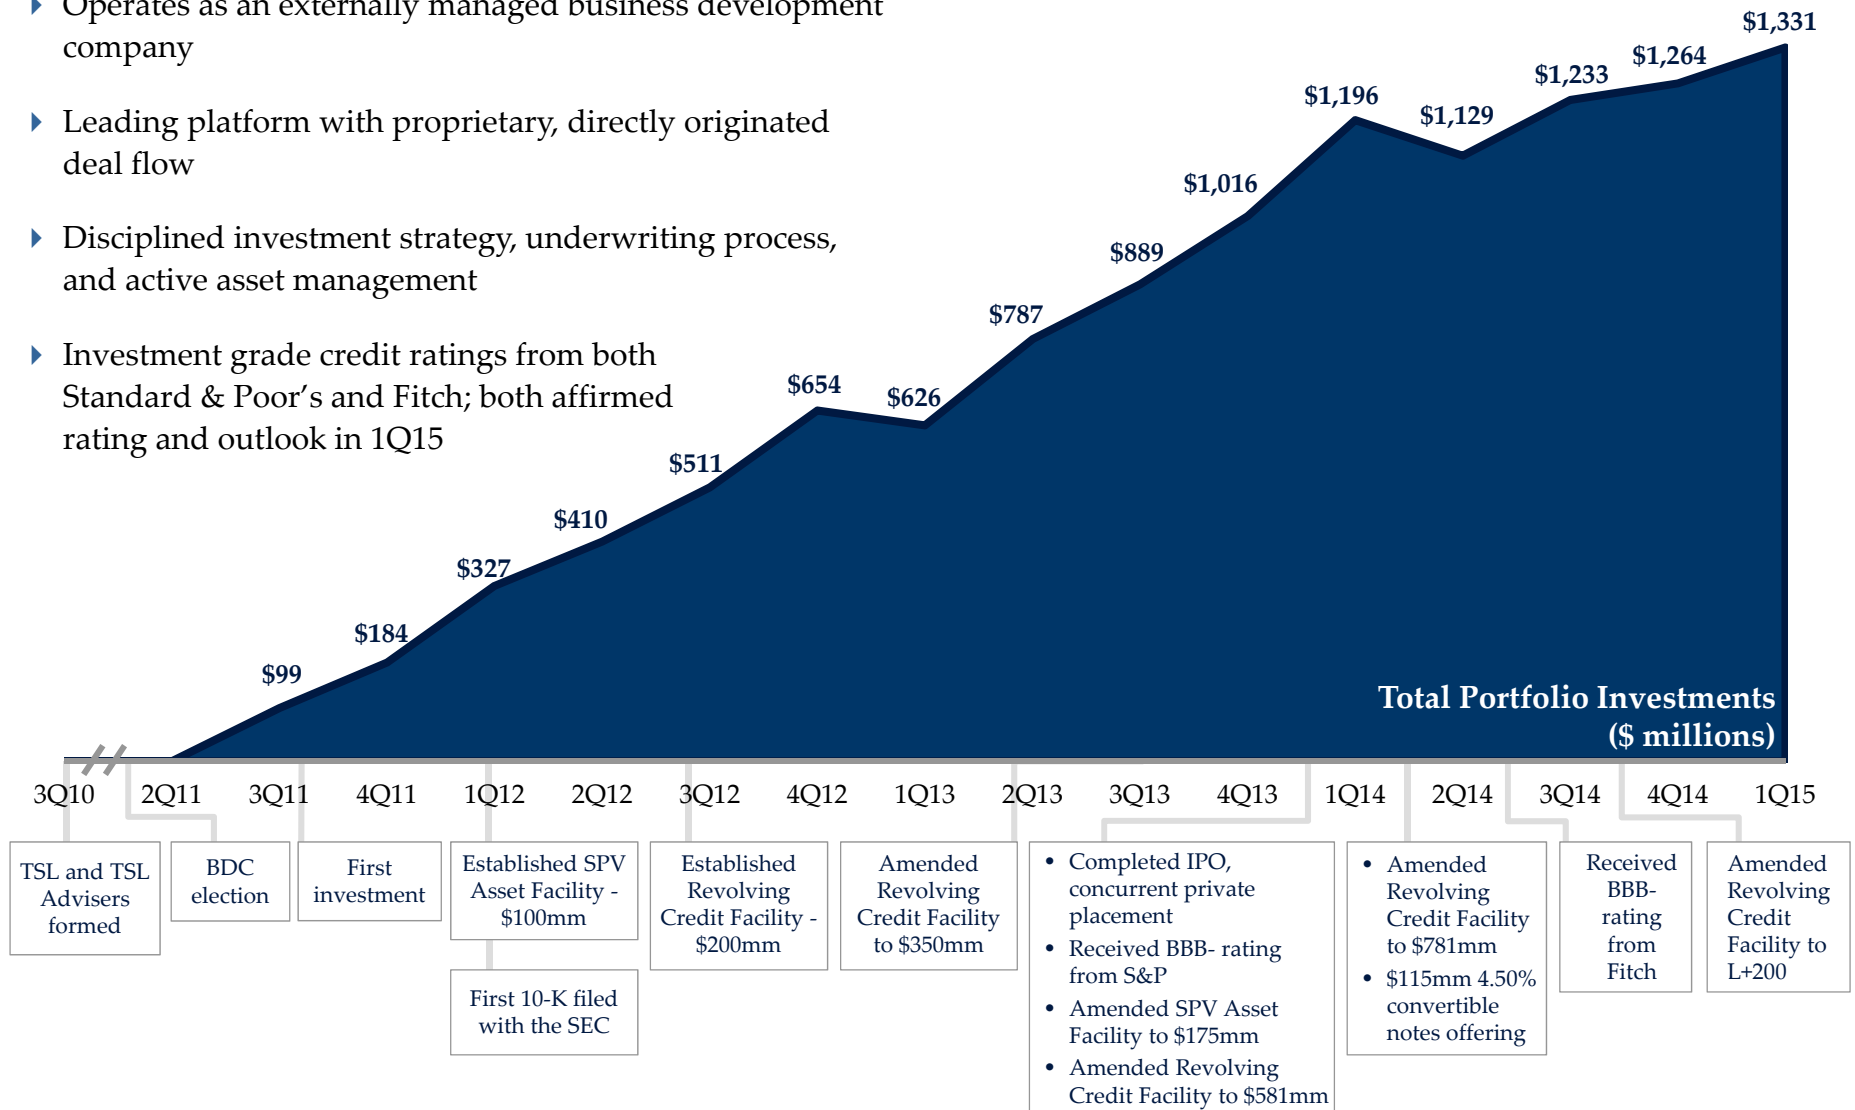 Operates as an externally managed business development
company
Leading platform with proprietary, directly originated
deal flow
Disciplined investment strategy, underwriting process,
and active asset management
Investment grade credit ratings from both
Standard & Poor's and Fitch; both affirmed
rating and outlook in 1Q15
$99
$184
$327
$410
$511
$654
$626
$787
$889
$1,016
$1,196
$1,129
$1,233
$1,264
$1,331
Total Portfolio Investments
($ millions)
3Q10
2Q11
3Q11
4Q11
1Q12
2Q12
3Q12
4Q12
1Q13
2Q13
3Q13
4Q13
1Q14
2Q14
3Q14
4Q14
1Q15
TSL and TSL
Advisers
formed
BDC
election
First
investment
Established SPV
Asset Facility -
$100mm
First 10-K filed
with the SEC
Established
Revolving
Credit Facility -
$200mm
Amended
Revolving
Credit Facility
to $350mm
• Completed IPO,
concurrent private
placement
• Received BBB- rating
from S&P
• Amended SPV Asset
Facility to $175mm
• Amended Revolving
Credit Facility to $581mm
• Amended
Revolving
Credit Facility
to $781mm
• $115mm 4.50%
convertible
notes offering
Received
BBB-
rating
from
Fitch
Amended
Revolving
Credit
Facility to
L+200